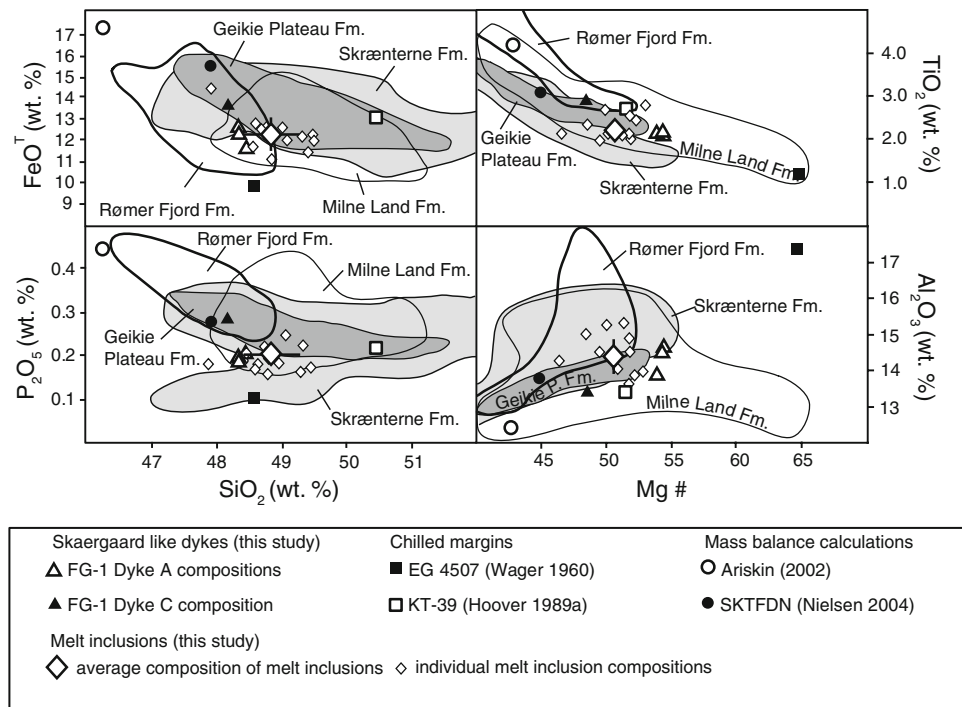 17
16
15
14
13
12
11
10
9
FeO^T (wt. %)
Geikie Plateau Fm.
Skrænterne Fm.
Rømer Fjord Fm.
Milne Land Fm.
Rømer Fjord Fm.
Geikie
Plateau Fm.
Skrænterne Fm.
Milne Land Fm.
4.0
3.0
2.0
1.0
TiO₂ (wt. %)
0.4
0.3
0.2
0.1
P₂O₅ (wt. %)
Rømer Fjord Fm.
Milne Land Fm.
Geikie
Plateau Fm.
Skrænterne Fm.
47
48
49
50
51
SiO₂ (wt. %)
Rømer Fjord Fm.
Skrænterne Fm.
Geikie P. Fm.
Milne Land Fm.
17
16
15
14
13
Al₂O₃ (wt. %)
45
50
55
60
65
Mg #
Skaergaard like dykes (this study)
FG-1 Dyke A compositions
FG-1 Dyke C composition
Chilled margins
EG 4507 (Wager 1960)
KT-39 (Hoover 1989a)
Mass balance calculations
Ariskin (2002)
SKTFDN (Nielsen 2004)
Melt inclusions (this study)
average composition of melt inclusions
individual melt inclusion compositions